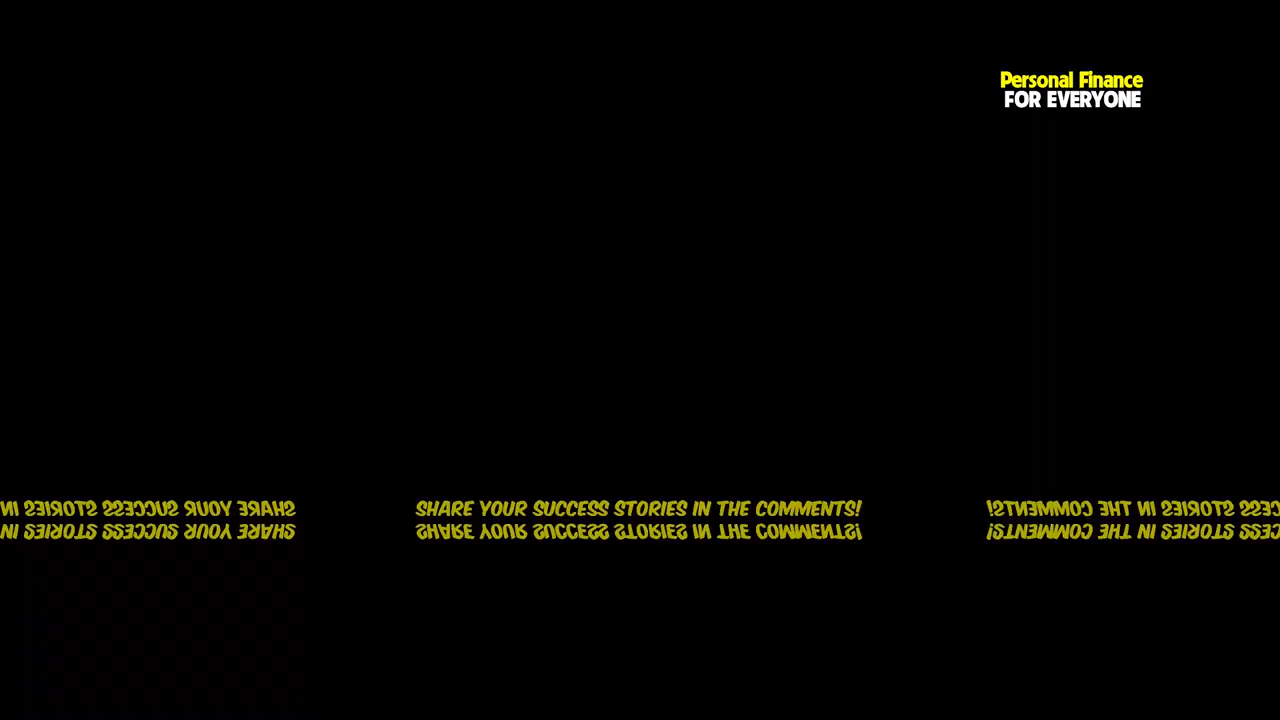 Personal Finance
FOR EVERYONE
SHARE YOUR SUCCESS STORIES IN THE COMMENTS!